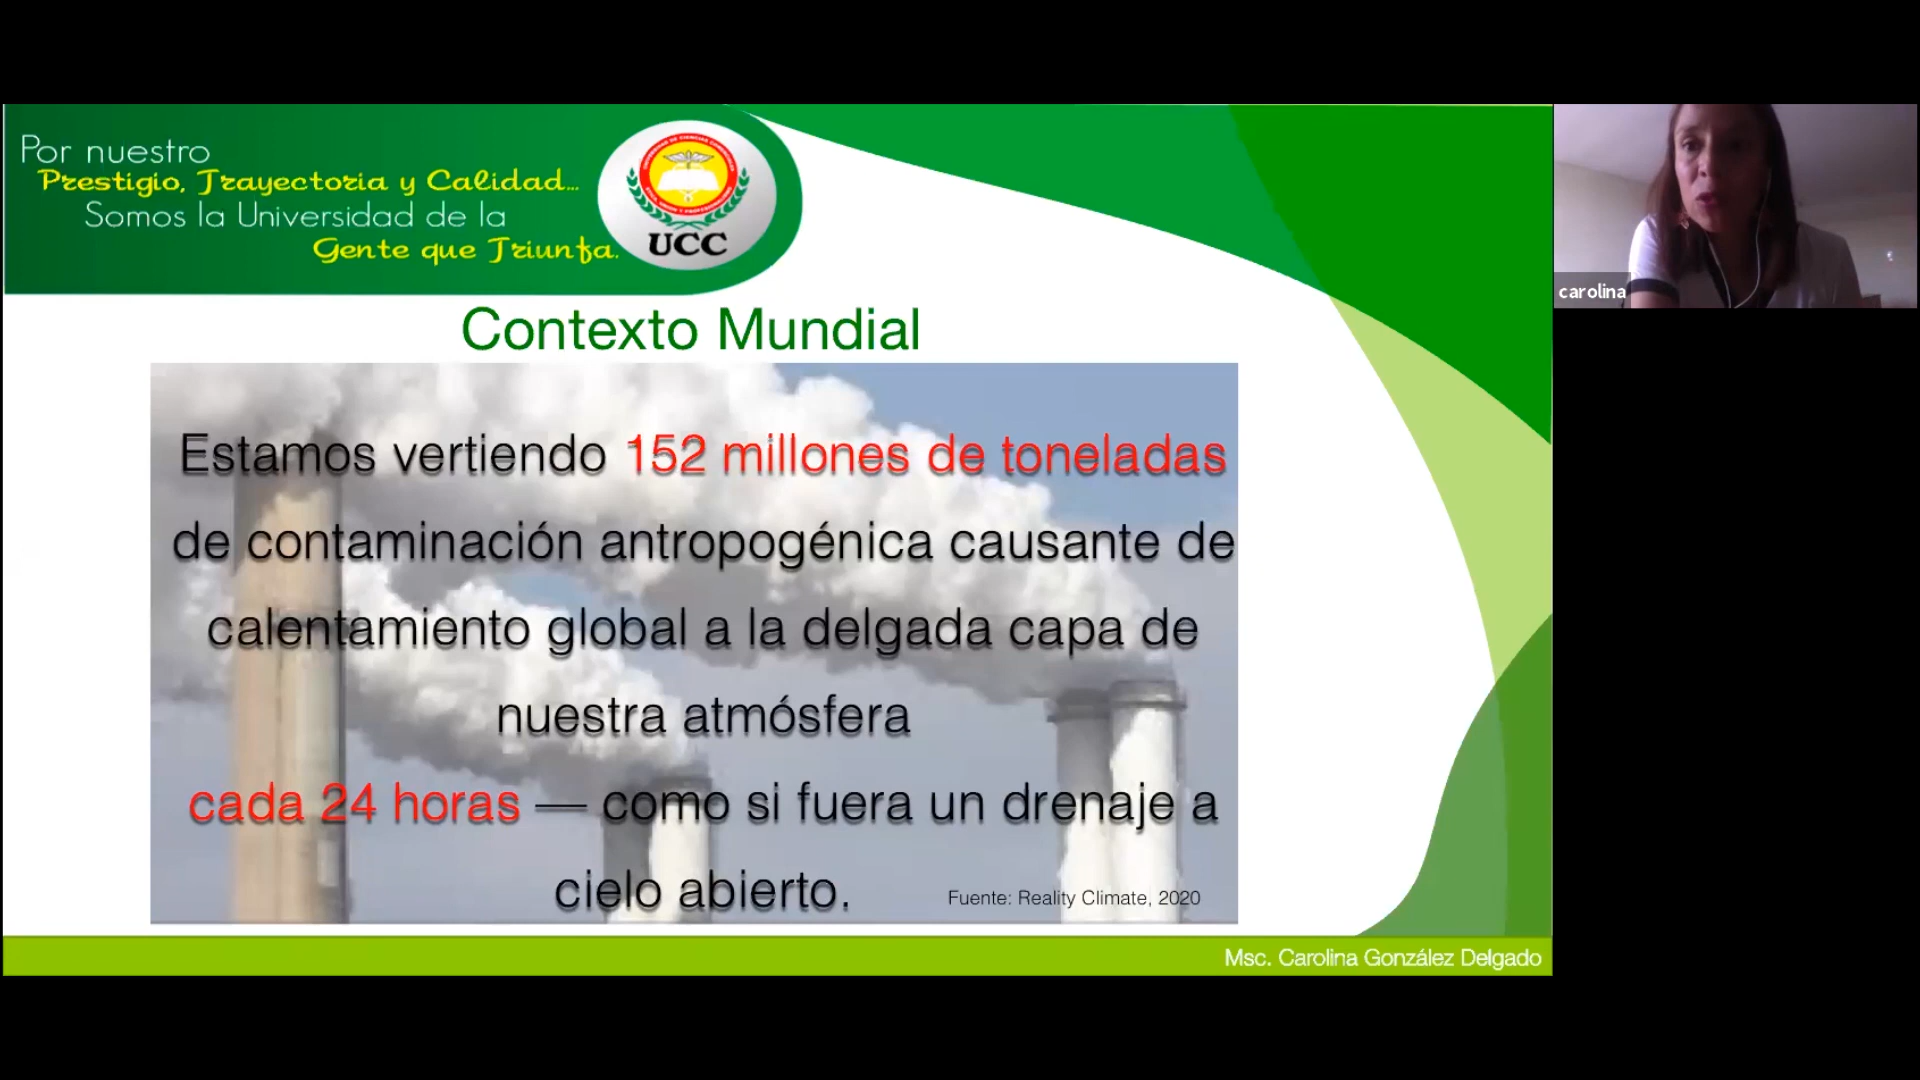 Por nuestro
Prestigio, Trayectoria y Calidad...
Somos la Universidad de la
Gente que Triunfa.
UCC
carolina
Contexto Mundial
Estamos vertiendo 152 millones de toneladas
de contaminación antropogénica causante de
calentamiento global a la delgada capa de
nuestra atmósfera
cada 24 horas — como si fuera un drenaje a
cielo abierto.
Fuente: Reality Climate, 2020
Msc. Carolina González Delgado